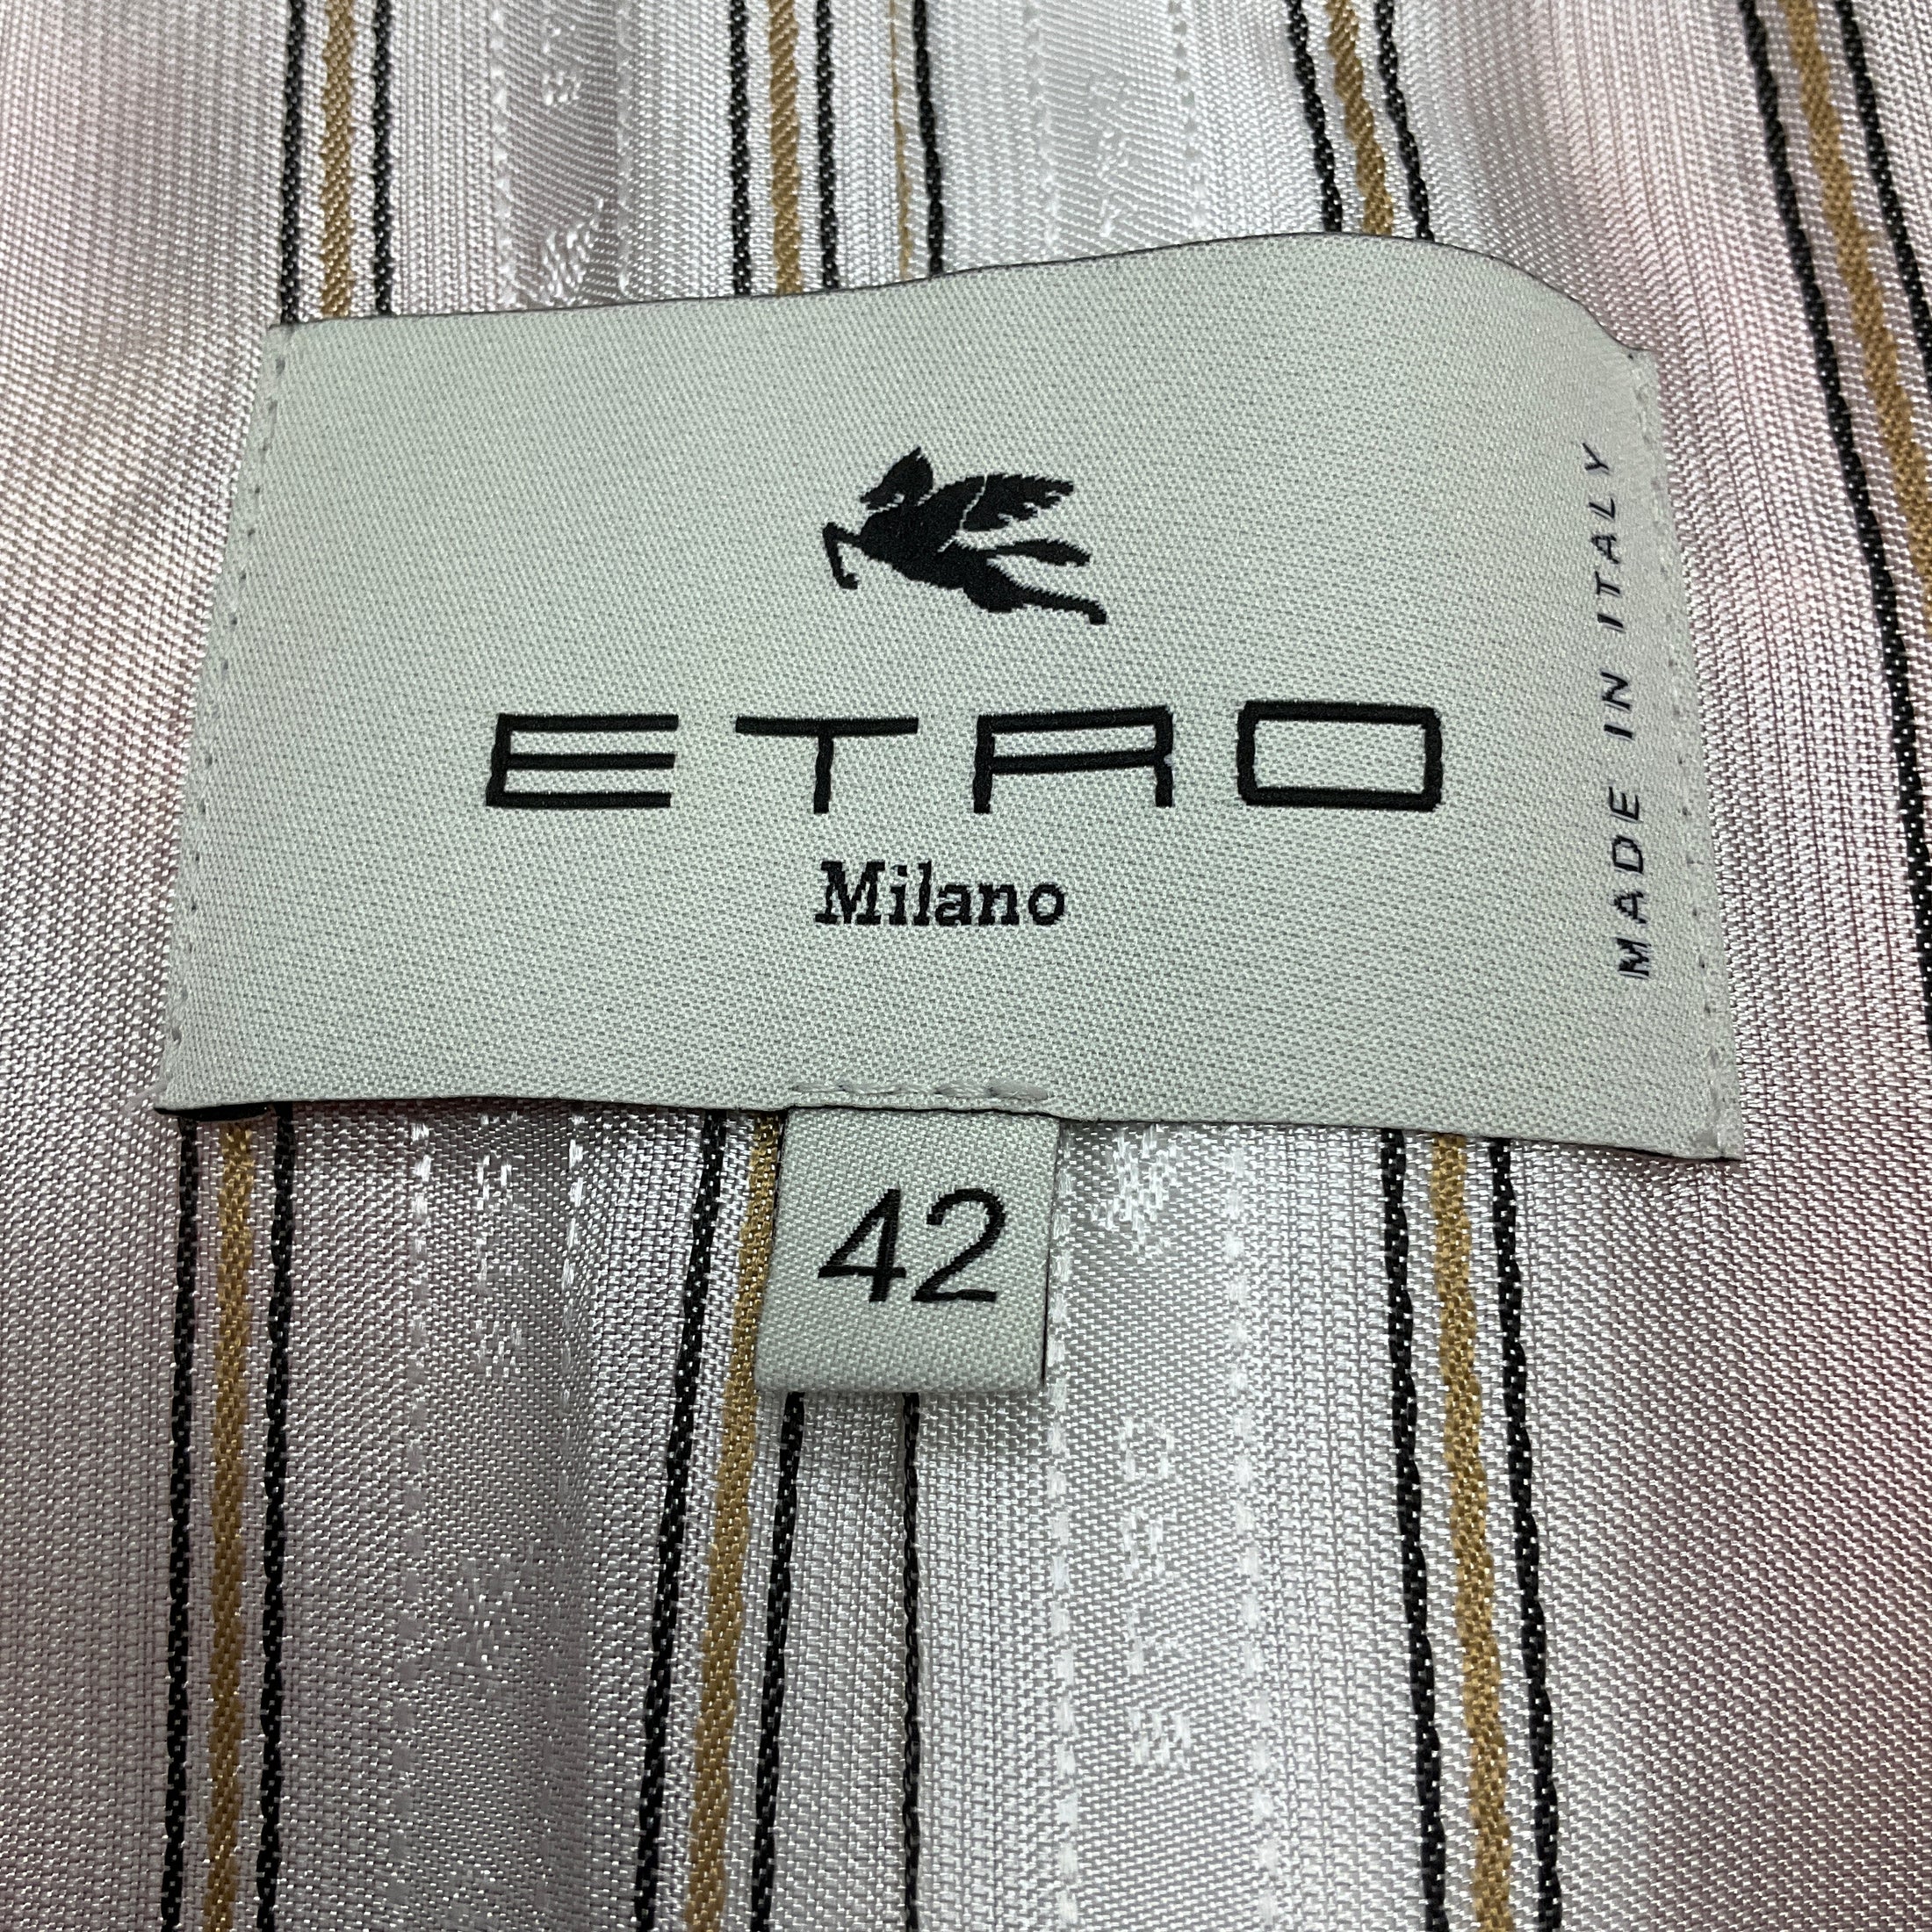 ETRO
Milano
MADE IN ITALY
42